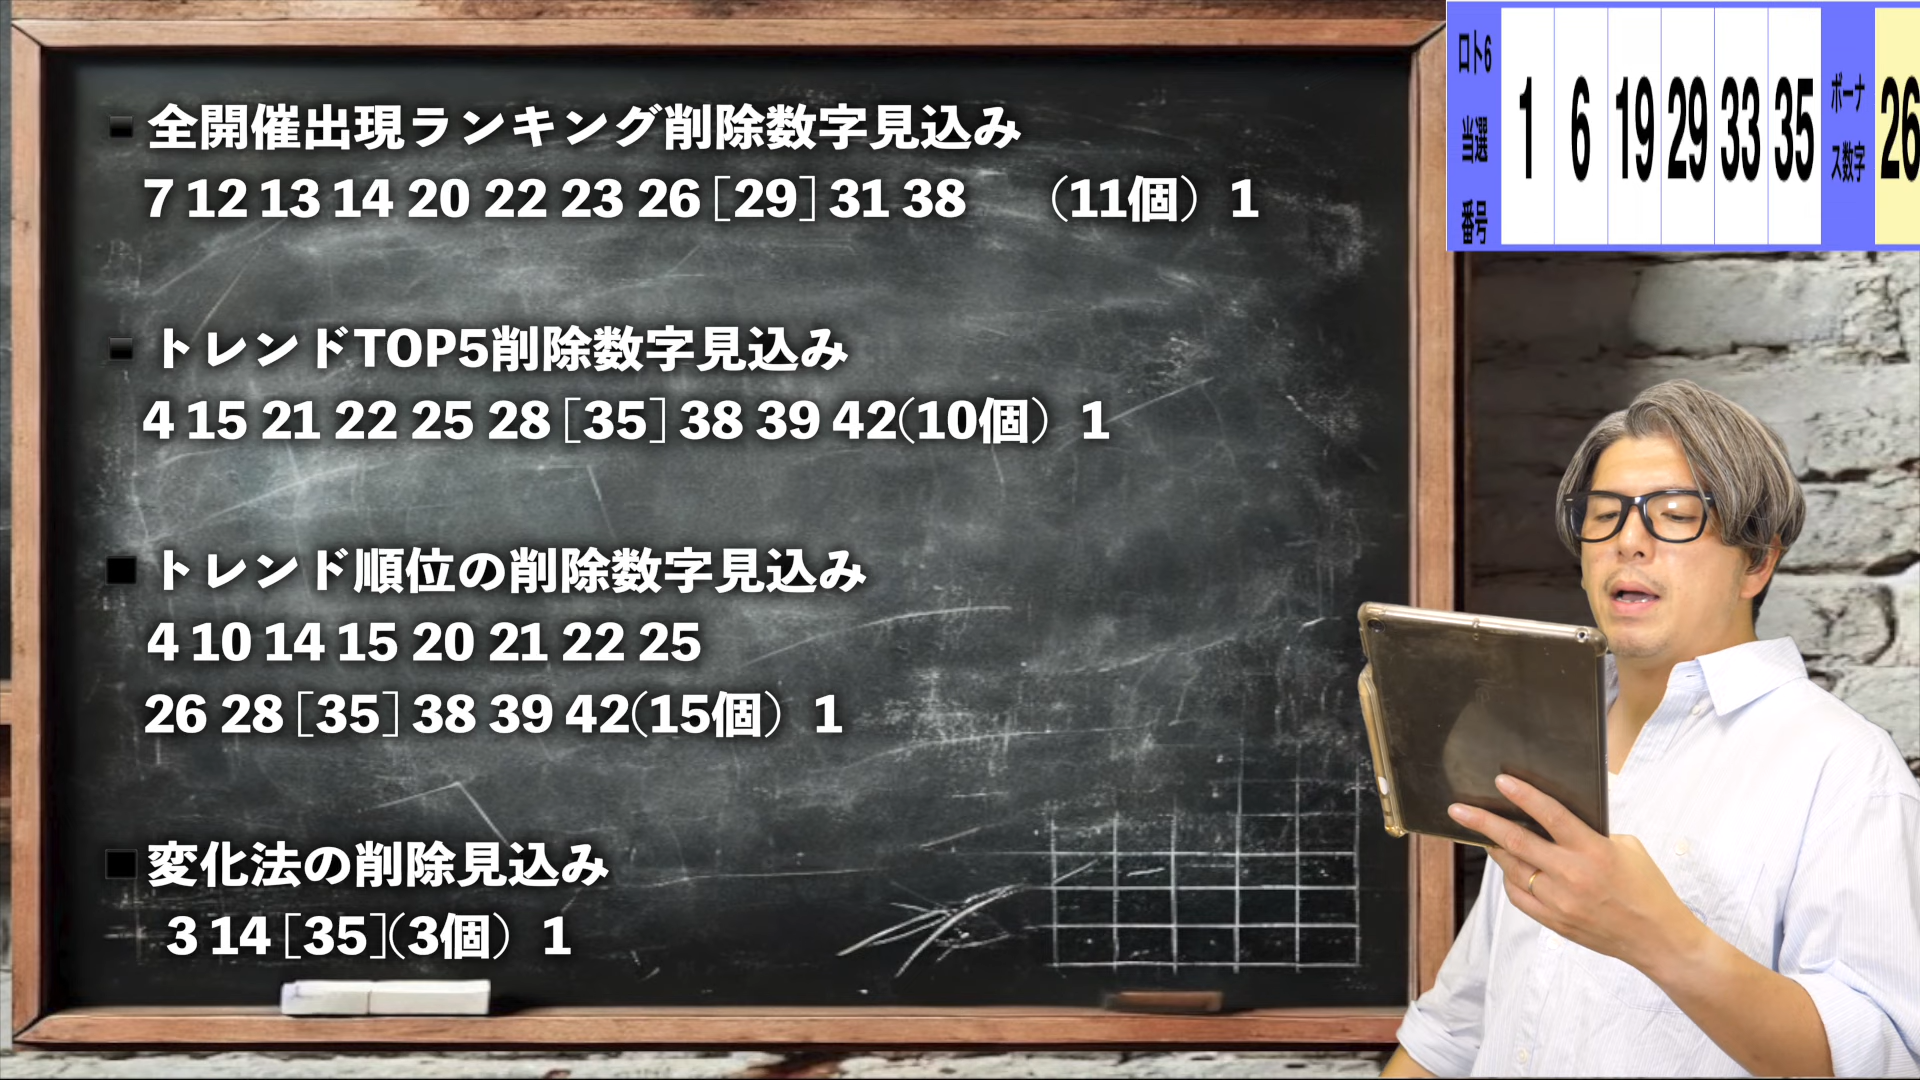 ■ 全開催出現ランキング削除数字見込み
7 12 13 14 20 22 23 26［29］31 38 （11個）1
■ トレンドTOP5削除数字見込み
4 15 21 22 25 28［35］38 39 42（10個）1
■ トレンド順位の削除数字見込み
4 10 14 15 20 21 22 25
26 28［35］38 39 42（15個）1
■ 変化法の削除見込み
3 14［35］（3個）1
ロト6当選番号 1 6 19 29 33 35 ボーナス数字 26